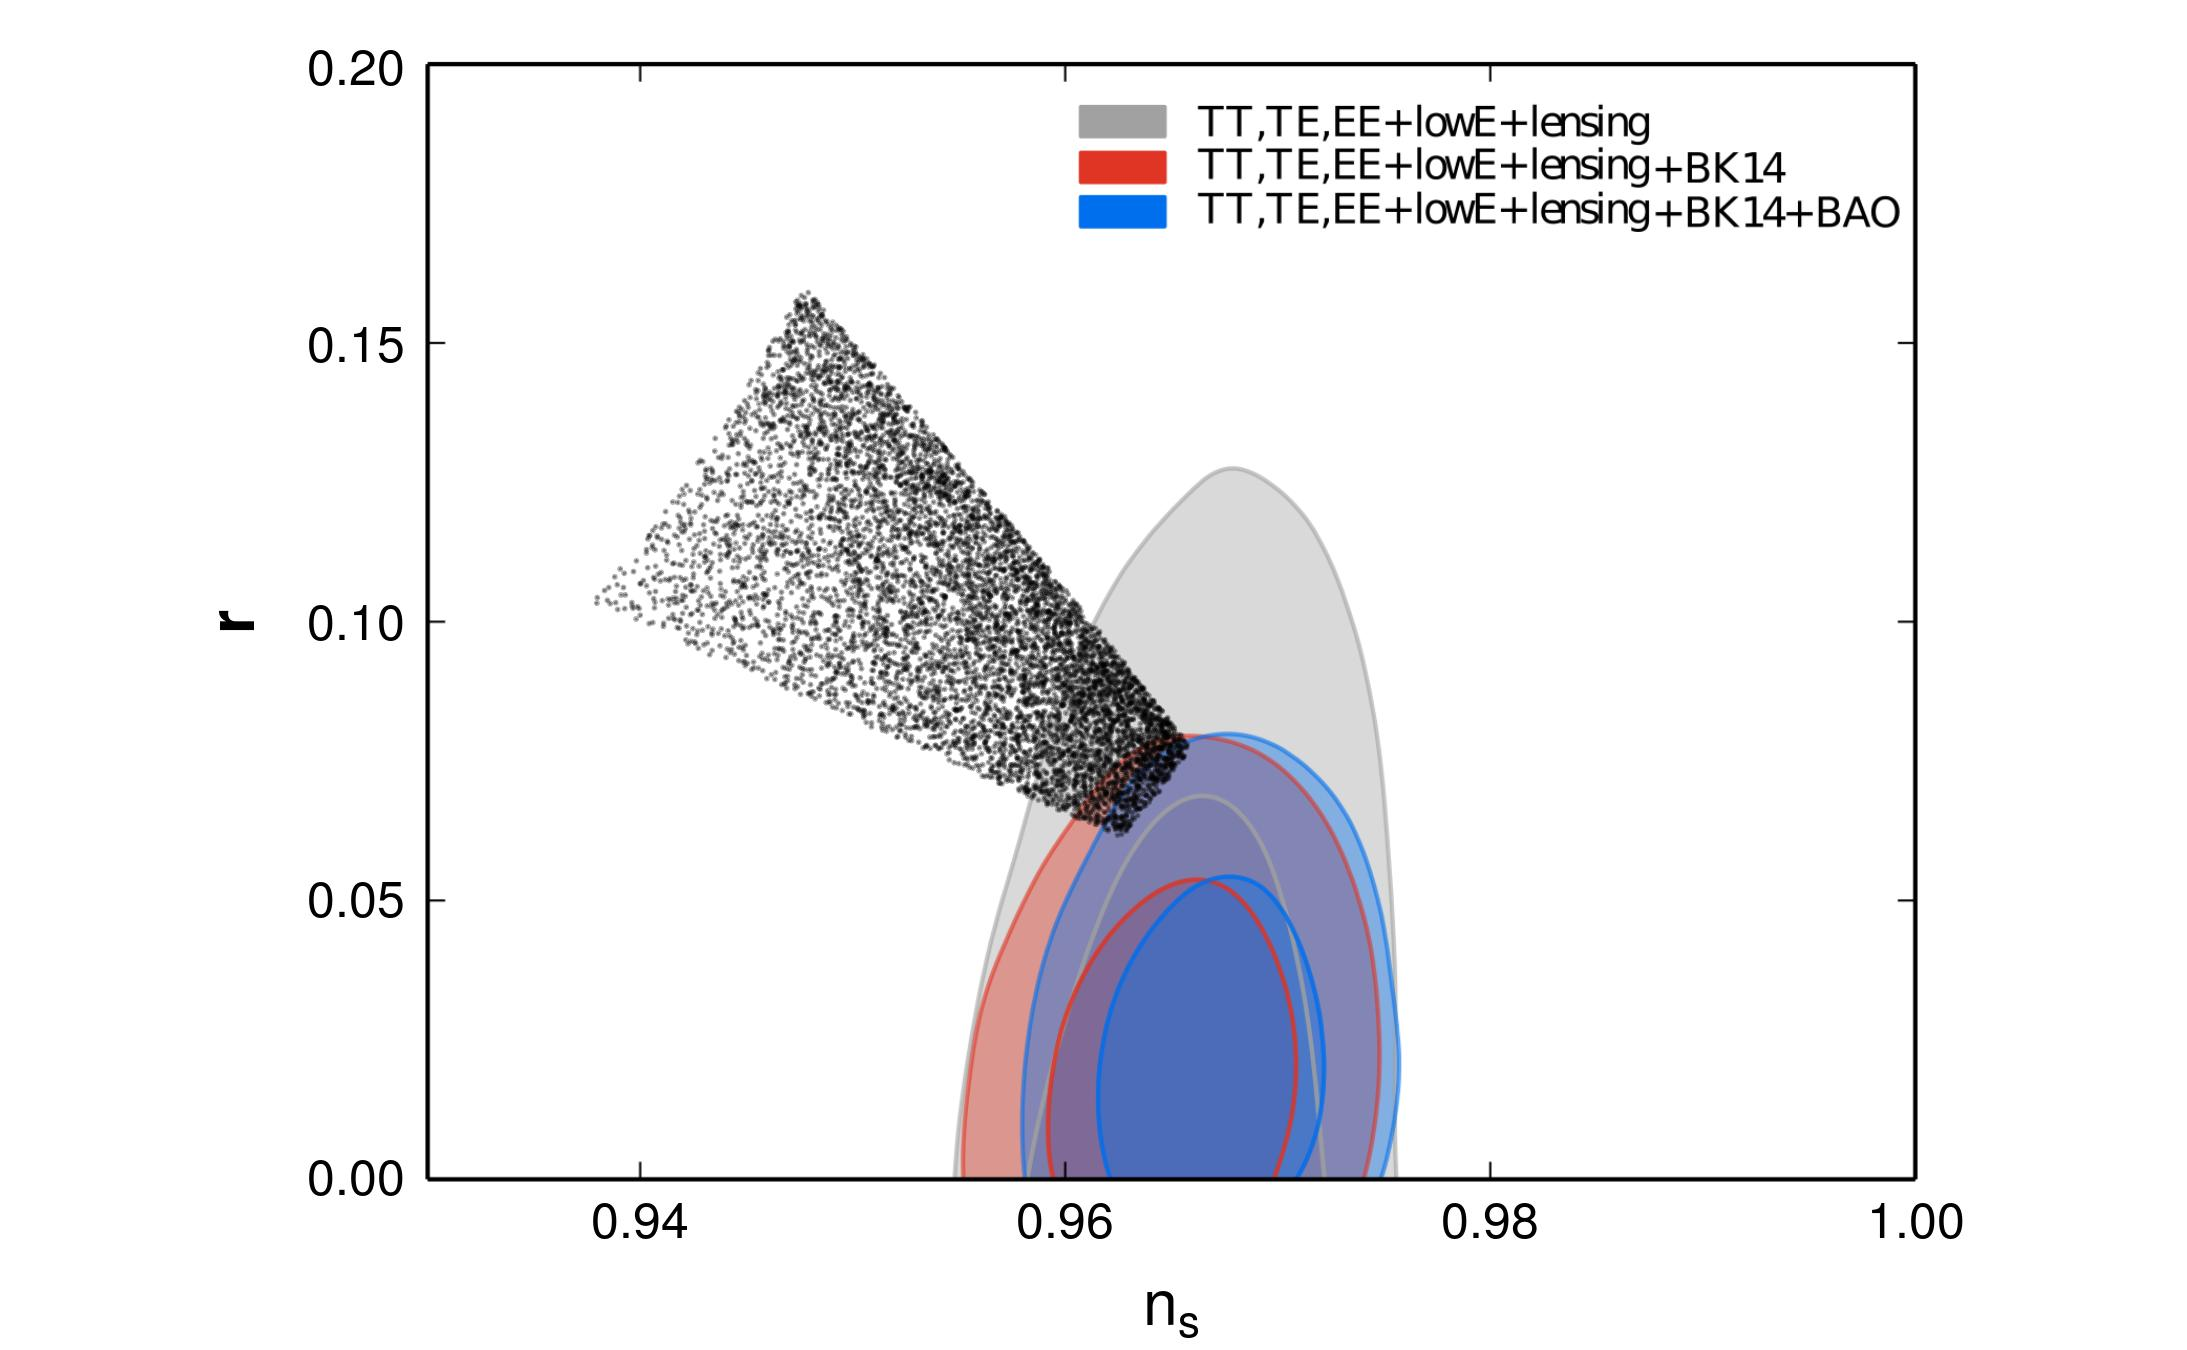 0.20
TT,TE,EE+lowE+lensing
TT,TE,EE+lowE+lensing+BK14
TT,TE,EE+lowE+lensing+BK14+BAO
0.15
r
0.10
0.05
0.00
0.94 0.96 0.98 1.00
ns